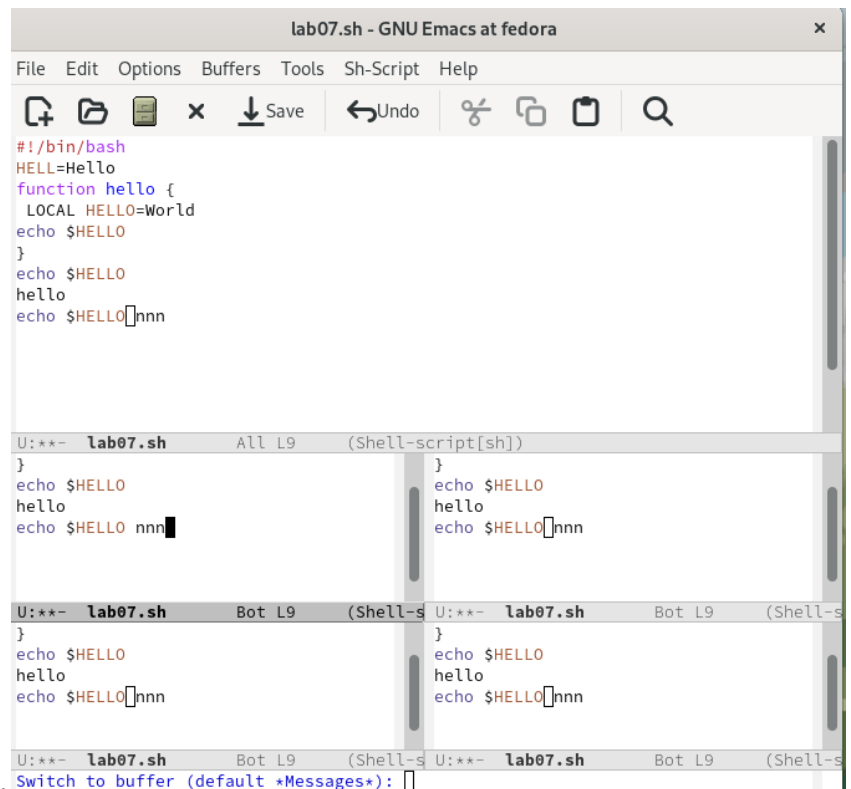 lab07.sh - GNU Emacs at fedora ×
File Edit Options Buffers Tools Sh-Script Help
Save Undo
#!/bin/bash
HELL=Hello
function hello {
 LOCAL HELLO=World
echo $HELLO
}
echo $HELLO
hello
echo $HELLO nnn
U:**- lab07.sh All L9 (Shell-script[sh])
}
echo $HELLO
hello
echo $HELLO nnn
U:**- lab07.sh Bot L9 (Shell-s
}
echo $HELLO
hello
echo $HELLO nnn
U:**- lab07.sh Bot L9 (Shell-s
}
echo $HELLO
hello
echo $HELLO nnn
U:**- lab07.sh Bot L9 (Shell-s
}
echo $HELLO
hello
echo $HELLO nnn
U:**- lab07.sh Bot L9 (Shell-s
Switch to buffer (default *Messages*):